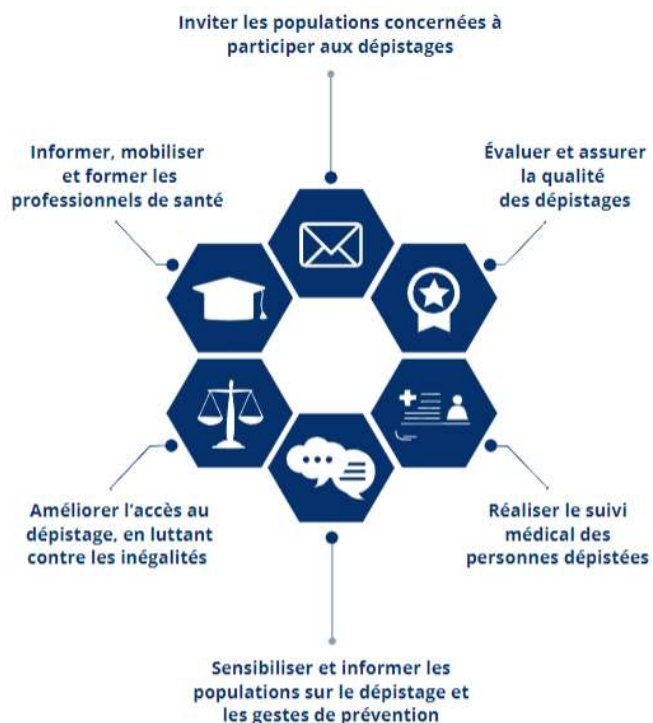 Inviter les populations concernées à
participer aux dépistages
Informer, mobiliser
et former les
professionnels de santé
Évaluer et assurer
la qualité
des dépistages
Améliorer l'accès au
dépistage, en luttant
contre les inégalités
Réaliser le suivi
médical des
personnes dépistées
Sensibiliser et informer les
populations sur le dépistage et
les gestes de prévention